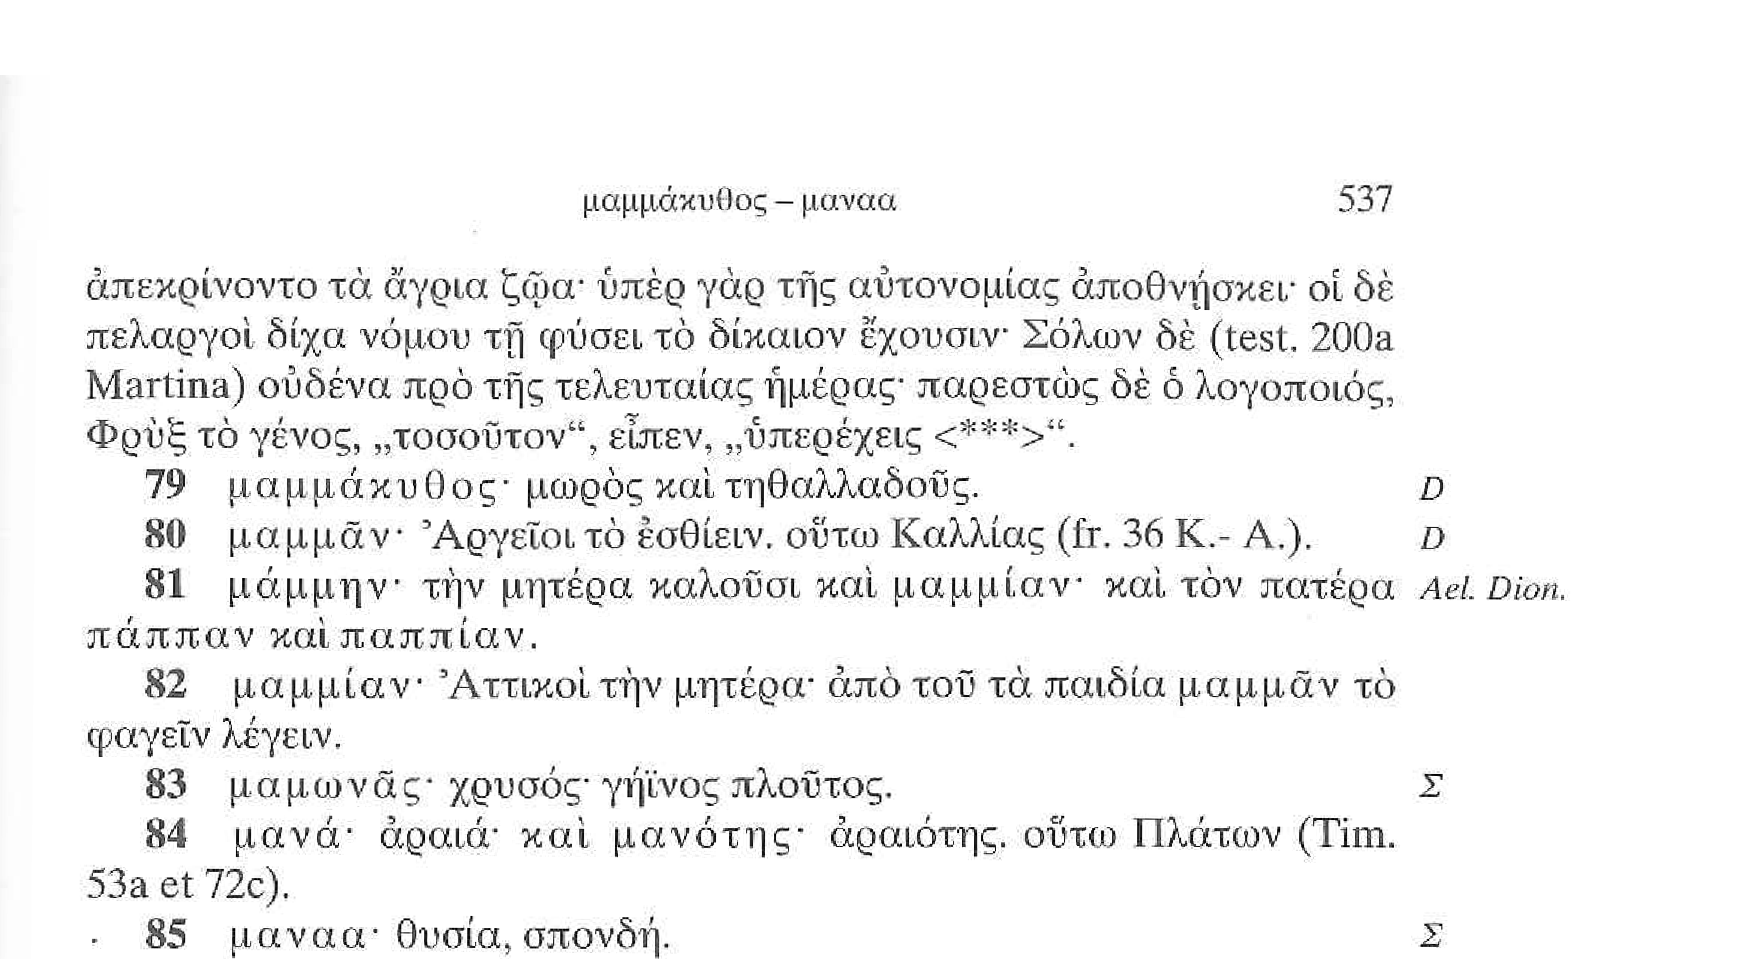 μαμμάκυθος – μαναα 537
ἀπεκρίνοντο τὰ ἄγρια ζῷα· ὑπὲρ γὰρ τῆς αὐτονομίας ἀποθνῄσκει· οἱ δὲ
πελαργοὶ δίχα νόμου τῇ φύσει τὸ δίκαιον ἔχουσιν· Σόλων δὲ (test. 200a
Martina) οὐδένα πρὸ τῆς τελευταίας ἡμέρας· παρεστὼς δὲ ὁ λογοποιός,
Φρὺξ τὸ γένος, „τοσοῦτον“, εἶπεν, „ὑπερέχεις <***>“.
79 μαμμάκυθος· μωρὸς καὶ τηθαλλαδοῦς. D
80 μαμμᾶν· Ἀργεῖοι τὸ ἐσθίειν. οὕτω Καλλίας (fr. 36 K.- A.). D
81 μάμμην· τὴν μητέρα καλοῦσι καὶ μαμμίαν· καὶ τὸν πατέρα Ael. Dion.
πάππαν καὶ παππίαν.
82 μαμμίαν· Ἀττικοὶ τὴν μητέρα· ἀπὸ τοῦ τὰ παιδία μαμμᾶν τὸ
φαγεῖν λέγειν.
83 μαμωνᾶς· χρυσός· γήϊνος πλοῦτος. Σ
84 μανά· ἀραιά· καὶ μανότης· ἀραιότης. οὕτω Πλάτων (Tim.
53a et 72c).
85 μαναα· θυσία, σπονδή. Σ